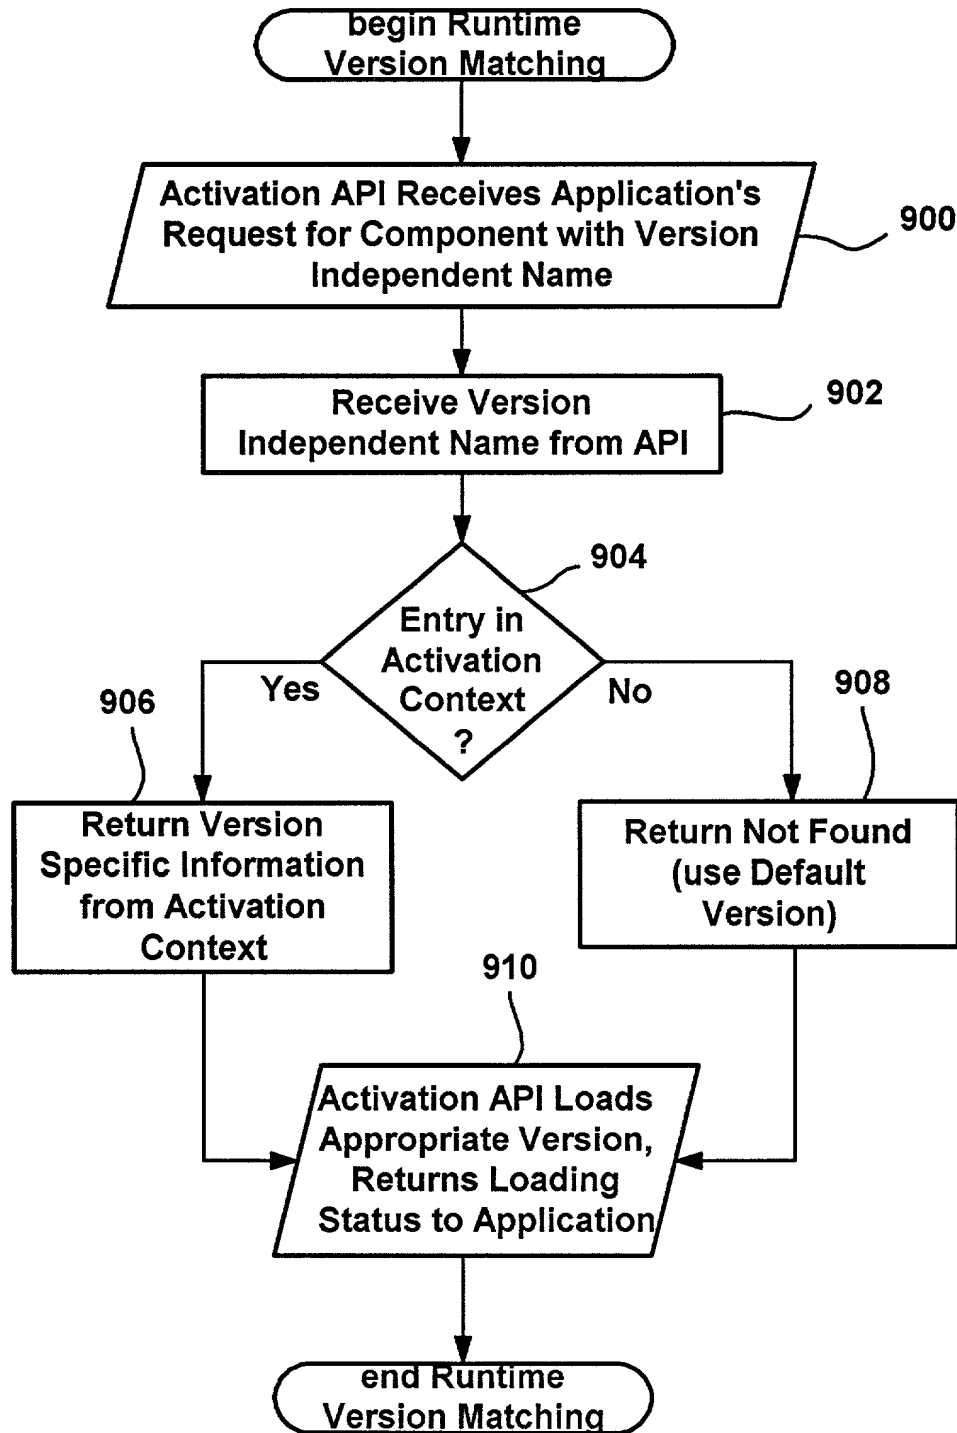 begin Runtime
Version Matching
Activation API Receives Application's
Request for Component with Version
Independent Name
900
Receive Version
Independent Name from API
902
904
Entry in
Activation
Context
?
Yes
No
906
908
Return Version
Specific Information
from Activation
Context
Return Not Found
(use Default
Version)
910
Activation API Loads
Appropriate Version,
Returns Loading
Status to Application
end Runtime
Version Matching